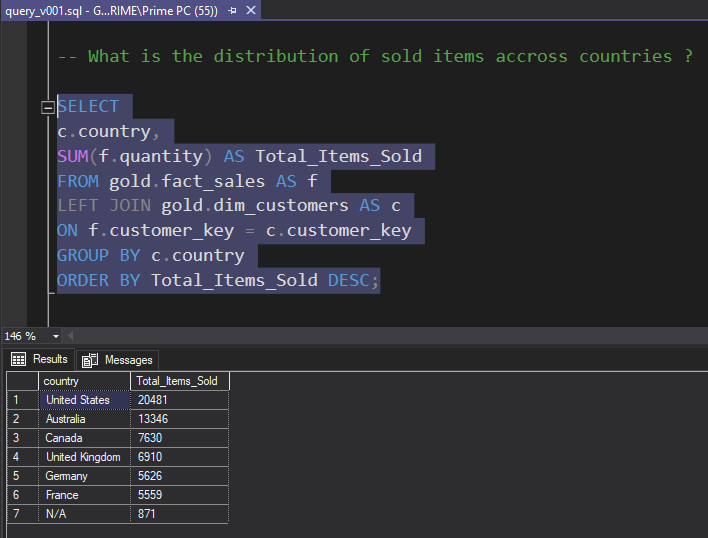 query_v001.sql - G...RIME\Prime PC (55))
-- What is the distribution of sold items accross countries ?
SELECT
c.country,
SUM(f.quantity) AS Total_Items_Sold
FROM gold.fact_sales AS f
LEFT JOIN gold.dim_customers AS c
ON f.customer_key = c.customer_key
GROUP BY c.country
ORDER BY Total_Items_Sold DESC;
146 %
Results Messages
country Total_Items_Sold
1 United States 20481
2 Australia 13346
3 Canada 7630
4 United Kingdom 6910
5 Germany 5626
6 France 5559
7 N/A 871